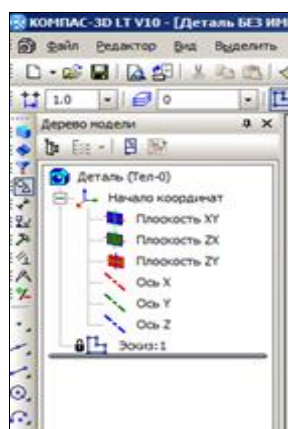 КОМПАС-3D LT V10 - [Деталь БЕЗ ИМ
Файл Редактор Вид Выделить
1.0 0
Дерево модели
Деталь (Тел-0)
Начало координат
Плоскость XY
Плоскость ZX
Плоскость ZY
Ось X
Ось Y
Ось Z
Эскиз:1